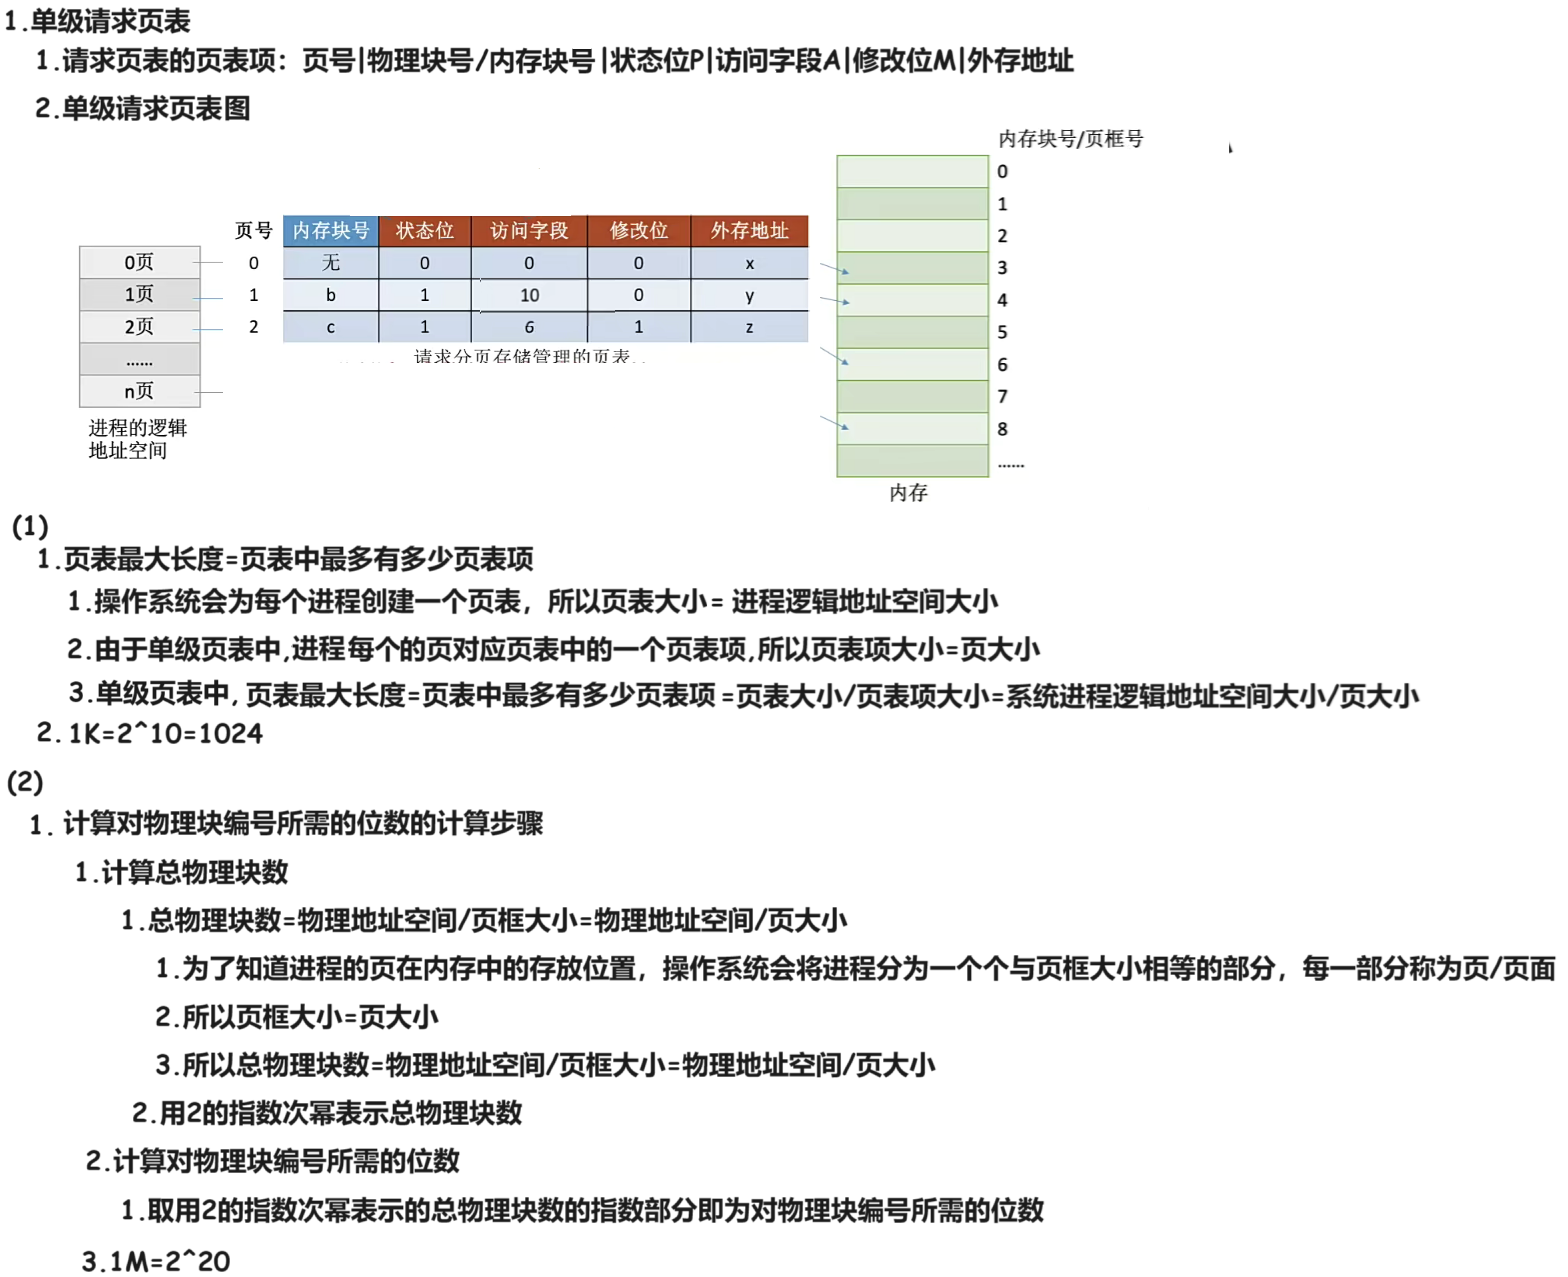 1.单级请求页表
1.请求页表的页表项：页号|物理块号/内存块号|状态位P|访问字段A|修改位M|外存地址
2.单级请求页表图
内存块号/页框号
0
1
2
3
4
5
6
7
8
......
内存
页号 内存块号 状态位 访问字段 修改位 外存地址
0 无 0 0 0 x
1 b 1 10 0 y
2 c 1 6 1 z
请求分页存储管理的页表
0页
1页
2页
......
n页
进程的逻辑
地址空间
(1)
1.页表最大长度=页表中最多有多少页表项
1.操作系统会为每个进程创建一个页表，所以页表大小= 进程逻辑地址空间大小
2.由于单级页表中,进程每个的页对应页表中的一个页表项,所以页表项大小=页大小
3.单级页表中, 页表最大长度=页表中最多有多少页表项 =页表大小/页表项大小=系统进程逻辑地址空间大小/页大小
2. 1K=2^10=1024
(2)
1. 计算对物理块编号所需的位数的计算步骤
1.计算总物理块数
1.总物理块数=物理地址空间/页框大小=物理地址空间/页大小
1.为了知道进程的页在内存中的存放位置，操作系统会将进程分为一个个与页框大小相等的部分，每一部分称为页/页面
2.所以页框大小=页大小
3.所以总物理块数=物理地址空间/页框大小=物理地址空间/页大小
2.用2的指数次幂表示总物理块数
2.计算对物理块编号所需的位数
1.取用2的指数次幂表示的总物理块数的指数部分即为对物理块编号所需的位数
3.1M=2^20